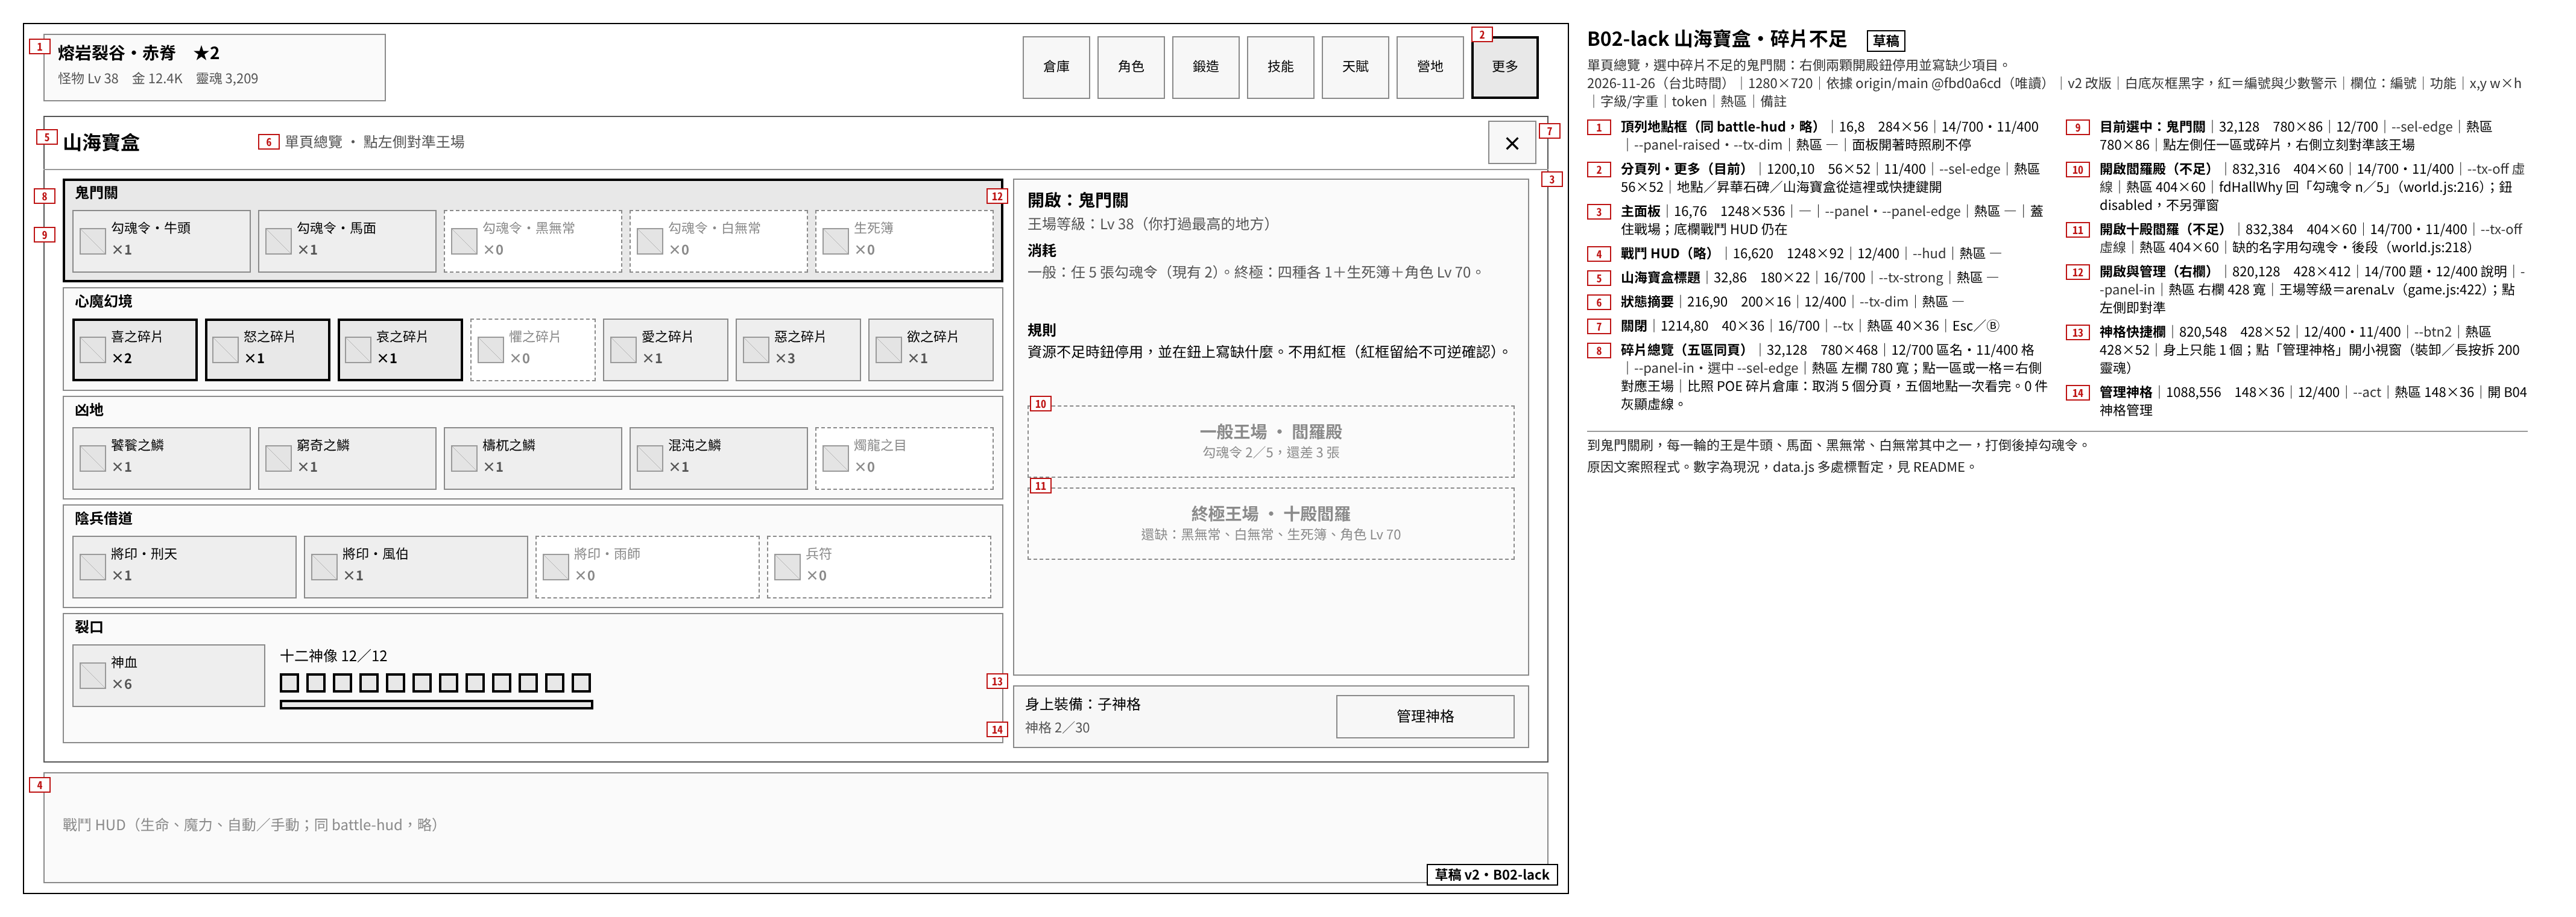 1
熔岩裂谷・赤脊　★2
怪物 Lv 38　金 12.4K　靈魂 3,209
倉庫
角色
鍛造
技能
天賦
營地
2
更多
5
山海寶盒
6
單頁總覽 ・ 點左側對準王場
7
×
8
鬼門關
12
9
勾魂令・牛頭
×1
勾魂令・馬面
×1
勾魂令・黑無常
×0
勾魂令・白無常
×0
生死簿
×0
心魔幻境
喜之碎片
×2
怒之碎片
×1
哀之碎片
×1
懼之碎片
×0
愛之碎片
×1
惡之碎片
×3
欲之碎片
×1
凶地
饕餮之鱗
×1
窮奇之鱗
×1
檮杌之鱗
×1
混沌之鱗
×1
燭龍之目
×0
陰兵借道
將印・刑天
×1
將印・風伯
×1
將印・雨師
×0
兵符
×0
裂口
神血
×6
十二神像 12／12
3
開啟：鬼門關
王場等級：Lv 38（你打過最高的地方）
消耗
一般：任 5 張勾魂令（現有 2）。終極：四種各 1＋生死簿＋角色 Lv 70。
規則
資源不足時鈕停用，並在鈕上寫缺什麼。不用紅框（紅框留給不可逆確認）。
10
一般王場 ・ 閻羅殿
勾魂令 2／5，還差 3 張
11
終極王場 ・ 十殿閻羅
還缺：黑無常、白無常、生死簿、角色 Lv 70
13
身上裝備：子神格
14
神格 2／30
管理神格
4
戰鬥 HUD（生命、魔力、自動／手動；同 battle-hud，略）
草稿 v2・B02-lack
B02-lack 山海寶盒・碎片不足　草稿
單頁總覽，選中碎片不足的鬼門關：右側兩顆開殿鈕停用並寫缺少項目。
2026-11-26（台北時間）｜1280×720｜依據 origin/main @fbd0a6cd（唯讀）｜v2 改版｜白底灰框黑字，紅＝編號與少數警示｜欄位：編號｜功能｜x,y w×h
｜字級/字重｜token｜熱區｜備註
1 頂列地點框（同 battle-hud，略）｜16,8　284×56｜14/700・11/400
｜--panel-raised・--tx-dim｜熱區 —｜面板開著時照刷不停
2 分頁列・更多（目前）｜1200,10　56×52｜11/400｜--sel-edge｜熱區
56×52｜地點／昇華石碑／山海寶盒從這裡或快捷鍵開
3 主面板｜16,76　1248×536｜—｜--panel・--panel-edge｜熱區 —｜蓋
住戰場；底欄戰鬥 HUD 仍在
4 戰鬥 HUD（略）｜16,620　1248×92｜12/400｜--hud｜熱區 —
5 山海寶盒標題｜32,86　180×22｜16/700｜--tx-strong｜熱區 —
6 狀態摘要｜216,90　200×16｜12/400｜--tx-dim｜熱區 —
7 關閉｜1214,80　40×36｜16/700｜--tx｜熱區 40×36｜Esc／Ⓑ
8 碎片總覽（五區同頁）｜32,128　780×468｜12/700 區名・11/400 格
｜--panel-in・選中 --sel-edge｜熱區 左欄 780 寬；點一區或一格＝右側
對應王場｜比照 POE 碎片倉庫：取消 5 個分頁，五個地點一次看完。0 件
灰顯虛線。
9 目前選中：鬼門關｜32,128　780×86｜12/700｜--sel-edge｜熱區
780×86｜點左側任一區或碎片，右側立刻對準該王場
10 開啟閻羅殿（不足）｜832,316　404×60｜14/700・11/400｜--tx-off 虛
線｜熱區 404×60｜fdHallWhy 回「勾魂令 n／5」（world.js:216）；鈕
disabled，不另彈窗
11 開啟十殿閻羅（不足）｜832,384　404×60｜14/700・11/400｜--tx-off
虛線｜熱區 404×60｜缺的名字用勾魂令・後段（world.js:218）
12 開啟與管理（右欄）｜820,128　428×412｜14/700 題・12/400 說明｜-
-panel-in｜熱區 右欄 428 寬｜王場等級＝arenaLv（game.js:422）；點
左側即對準
13 神格快捷欄｜820,548　428×52｜12/400・11/400｜--btn2｜熱區
428×52｜身上只能 1 個；點「管理神格」開小視窗（裝卸／長按拆 200
靈魂）
14 管理神格｜1088,556　148×36｜12/400｜--act｜熱區 148×36｜開 B04
神格管理
到鬼門關刷，每一輪的王是牛頭、馬面、黑無常、白無常其中之一，打倒後掉勾魂令。
原因文案照程式。數字為現況，data.js 多處標暫定，見 README。